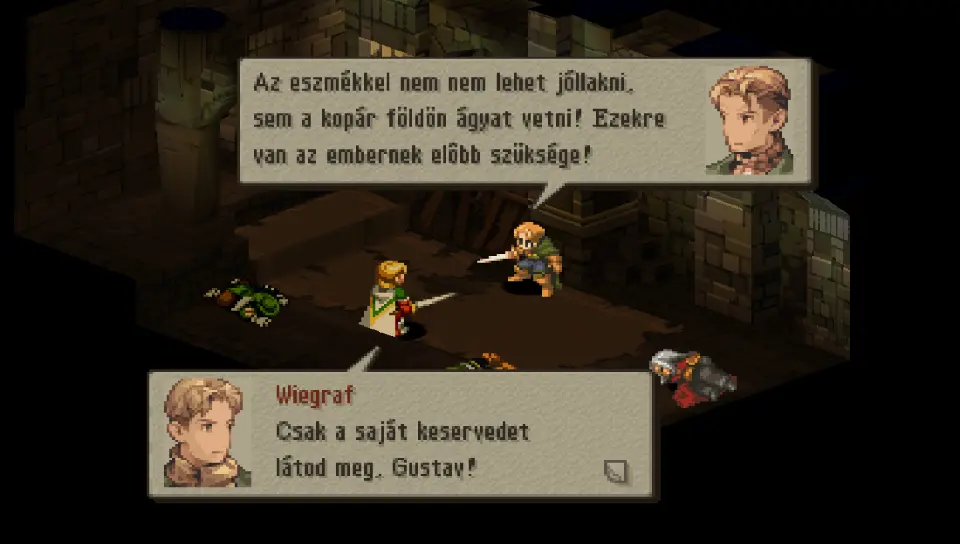 Az eszmékkel nem nem lehet jóllakni,
sem a kopár földön ágyat vetni! Ezekre
van az embernek előbb szüksége!
Wiegraf
Csak a saját keservedet
látod meg, Gustav!